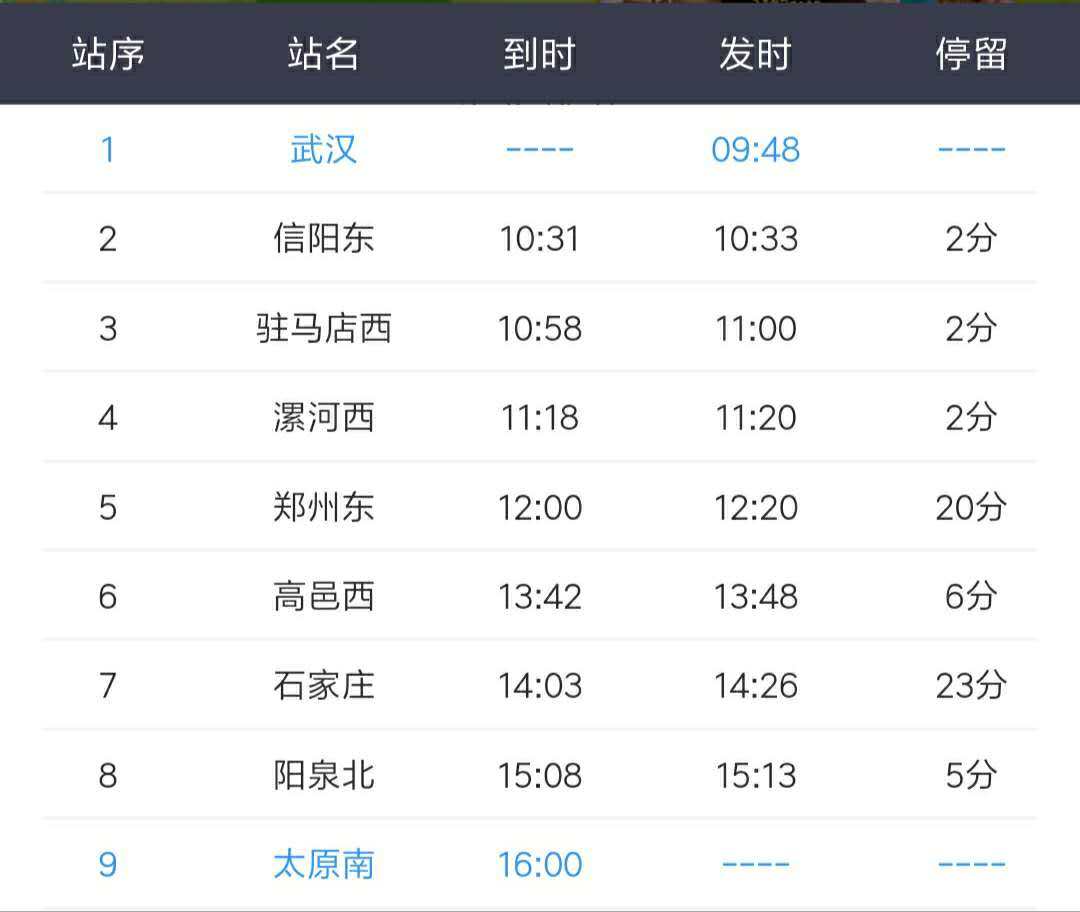 站序 站名 到时 发时 停留
1 武汉 ---- 09:48 ----
2 信阳东 10:31 10:33 2分
3 驻马店西 10:58 11:00 2分
4 漯河西 11:18 11:20 2分
5 郑州东 12:00 12:20 20分
6 高邑西 13:42 13:48 6分
7 石家庄 14:03 14:26 23分
8 阳泉北 15:08 15:13 5分
9 太原南 16:00 ---- ----